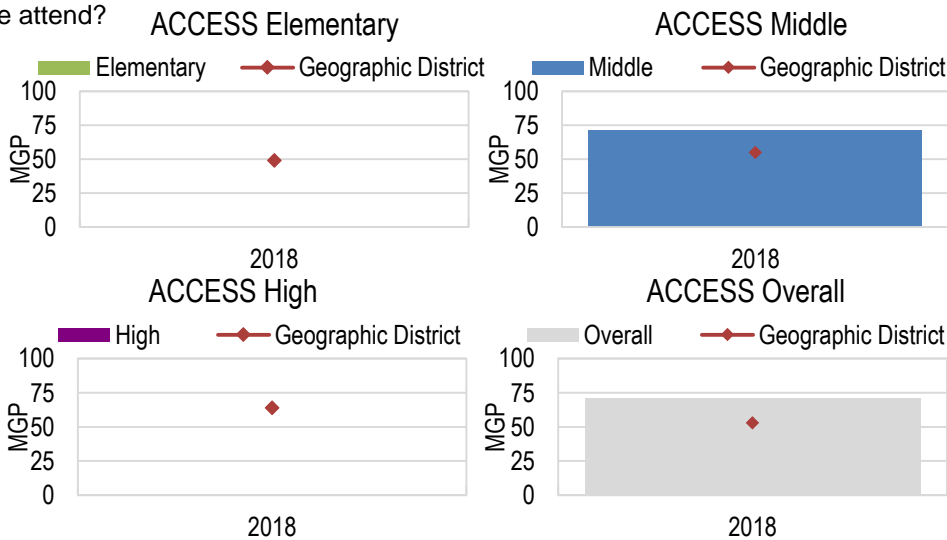 e attend?
ACCESS Elementary
Elementary Geographic District
100
75
50
25
0
MGP
2018
ACCESS Middle
Middle Geographic District
100
75
50
25
0
MGP
2018
ACCESS High
High Geographic District
100
75
50
25
0
MGP
2018
ACCESS Overall
Overall Geographic District
100
75
50
25
0
MGP
2018